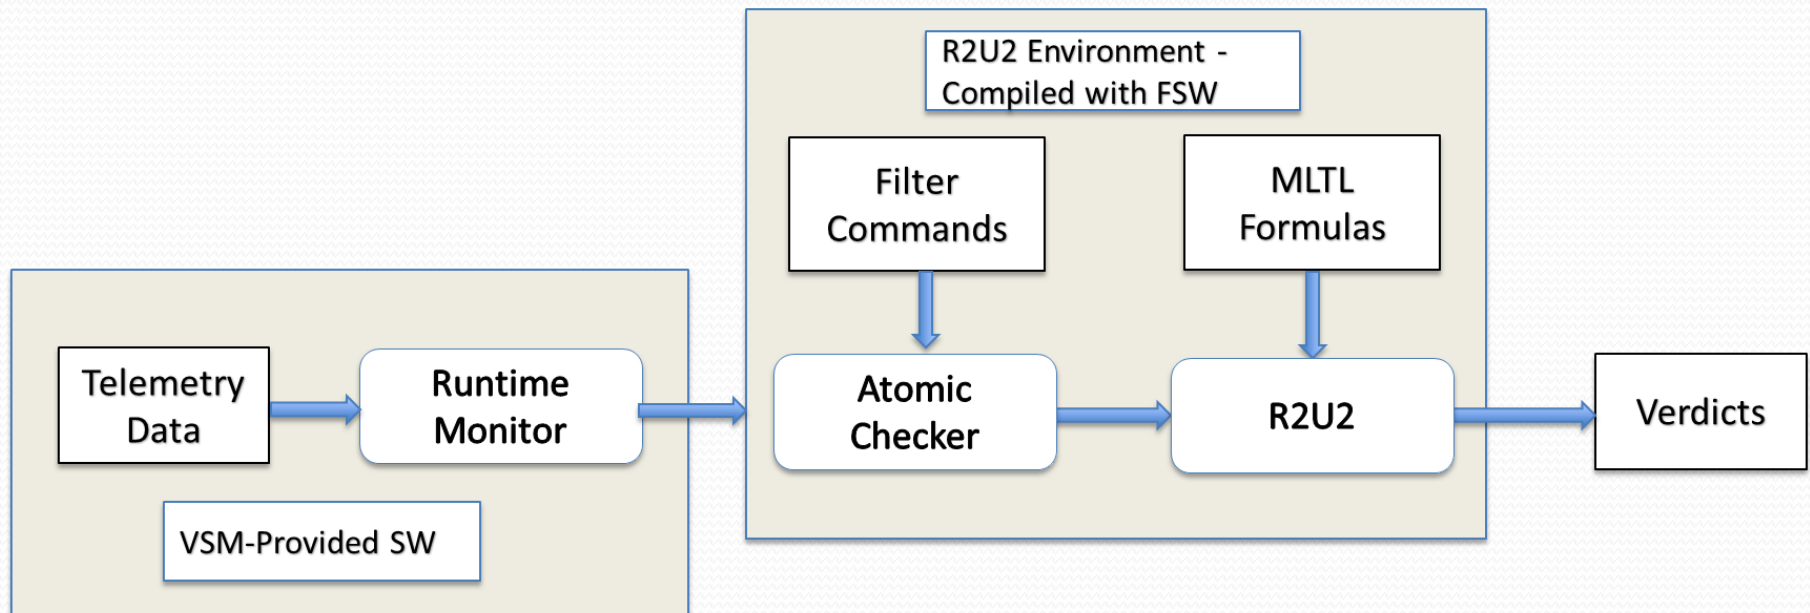 R2U2 Environment -
Compiled with FSW
Filter
Commands
MLTL
Formulas
Telemetry
Data
Runtime
Monitor
Atomic
Checker
R2U2
Verdicts
VSM-Provided SW